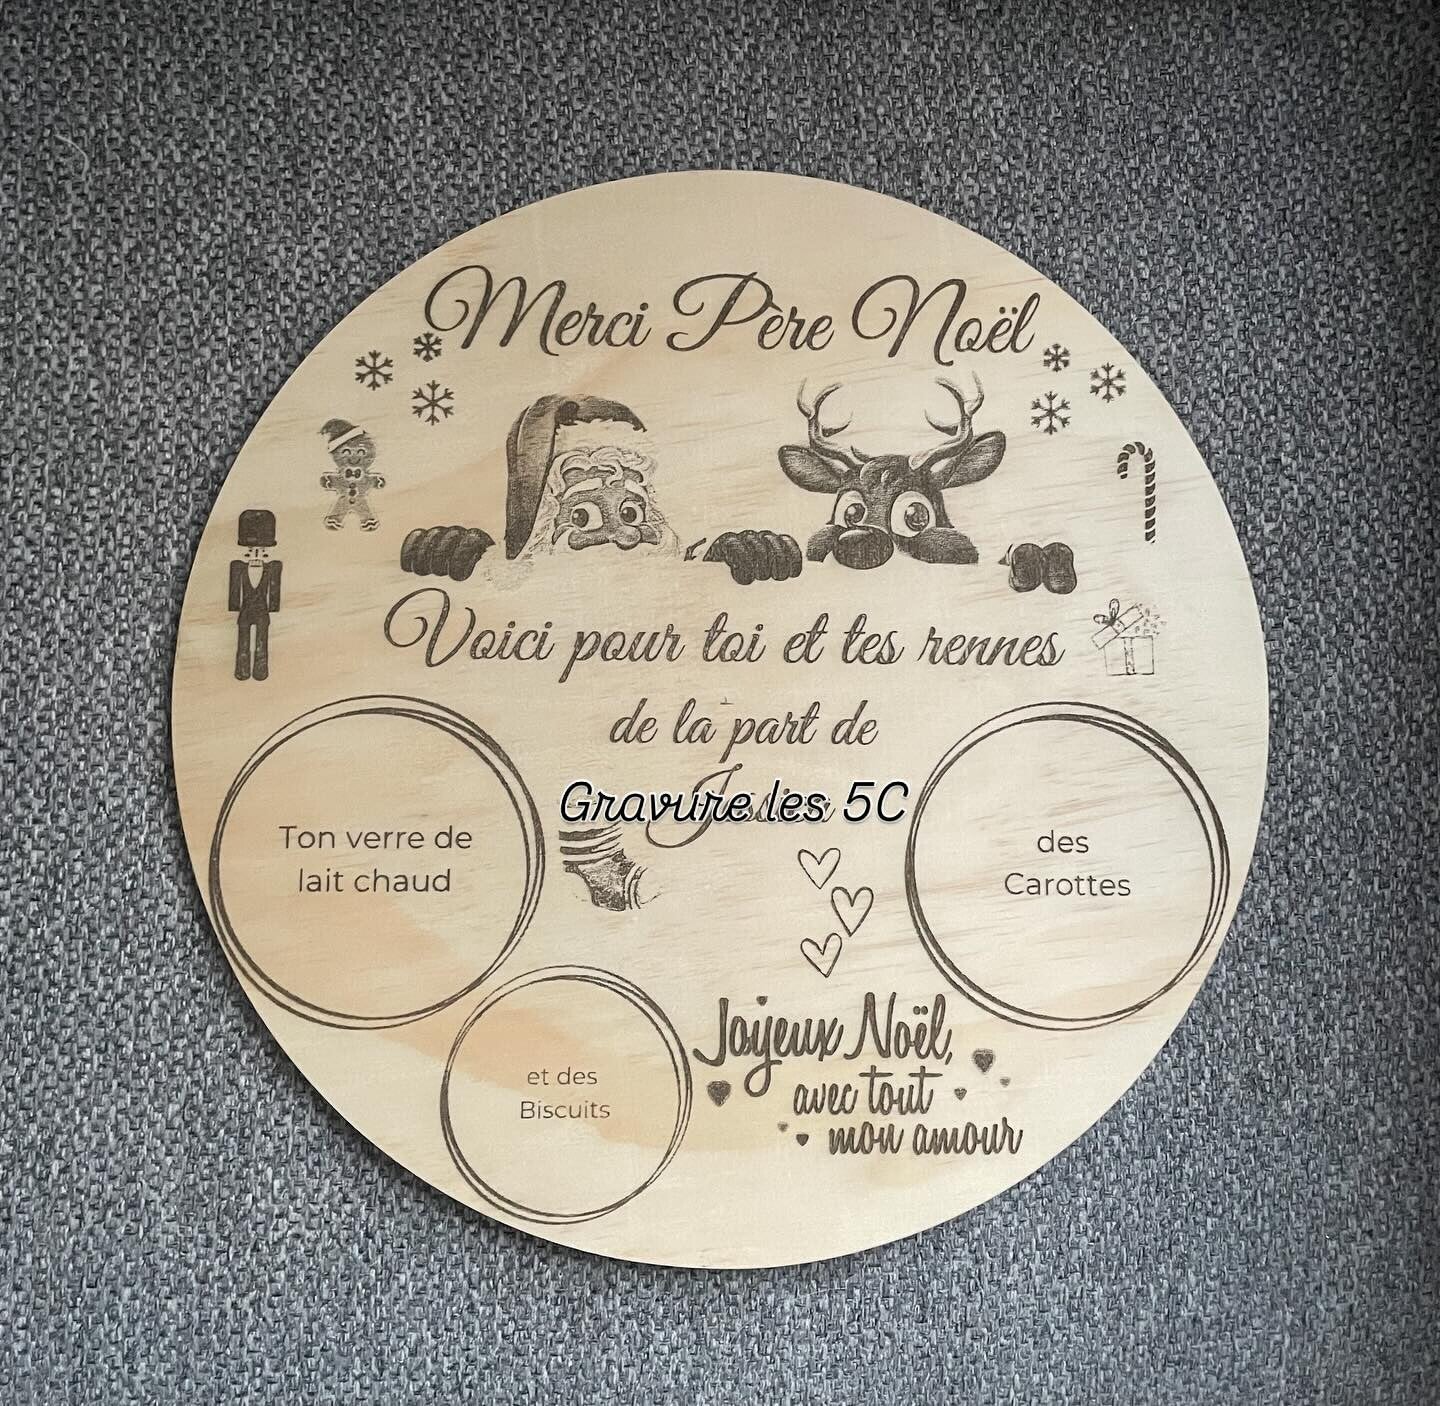 Merci Père Noël
Voici pour toi et tes rennes
de la part de
Gravure les 5C
Ton verre de
lait chaud
des
Carottes
et des
Biscuits
Joyeux Noël,
avec tout
mon amour